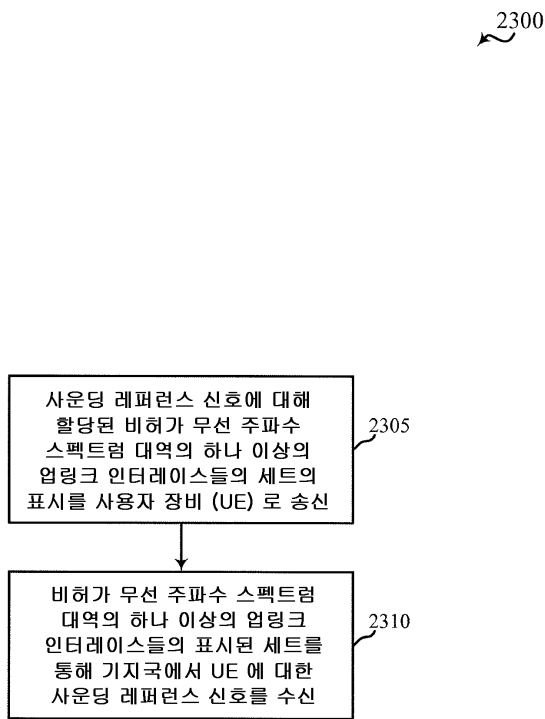 2300
사운딩 레퍼런스 신호에 대해
할당된 비허가 무선 주파수
스펙트럼 대역의 하나 이상의
업링크 인터레이스들의 세트의
표시를 사용자 장비 (UE) 로 송신
2305
비허가 무선 주파수 스펙트럼
대역의 하나 이상의 업링크
인터레이스들의 표시된 세트를
통해 기지국에서 UE 에 대한
사운딩 레퍼런스 신호를 수신
2310